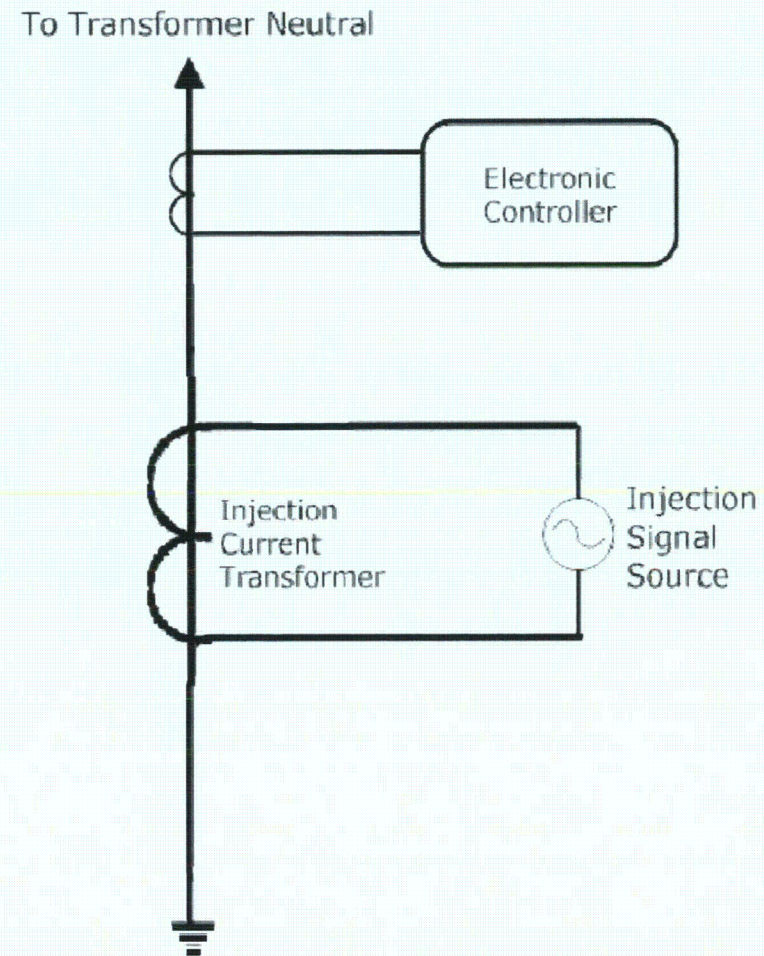 To Transformer Neutral
Electronic
Controller
Injection
Current
Transformer
Injection
Signal
Source